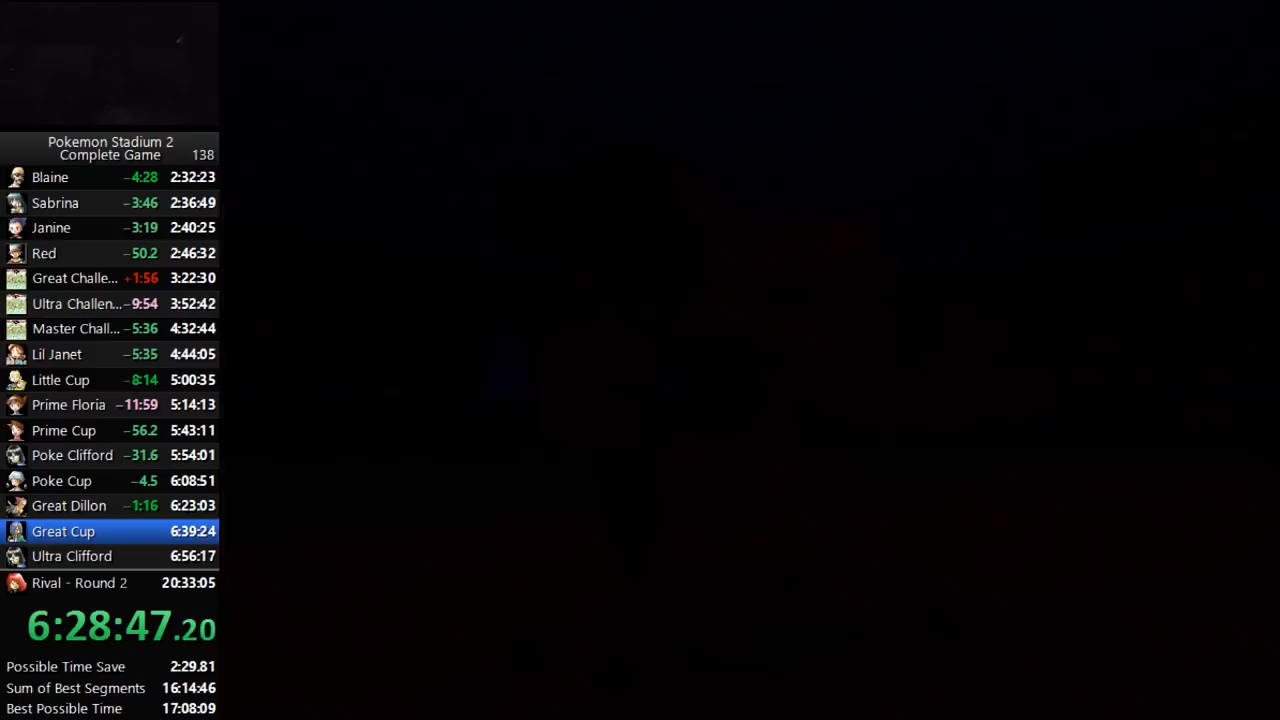 Pokemon Stadium 2
Complete Game 138
Blaine -4:28 2:32:23
Sabrina -3:46 2:36:49
Janine -3:19 2:40:25
Red -50.2 2:46:32
Great Challe... +1:56 3:22:30
Ultra Challen... -9:54 3:52:42
Master Chall... -5:36 4:32:44
Lil Janet -5:35 4:44:05
Little Cup -8:14 5:00:35
Prime Floria -11:59 5:14:13
Prime Cup -56.2 5:43:11
Poke Clifford -31.6 5:54:01
Poke Cup -4.5 6:08:51
Great Dillon -1:16 6:23:03
Great Cup 6:39:24
Ultra Clifford 6:56:17
Rival - Round 2 20:33:05
6:28:47.20
Possible Time Save 2:29.81
Sum of Best Segments 16:14:46
Best Possible Time 17:08:09